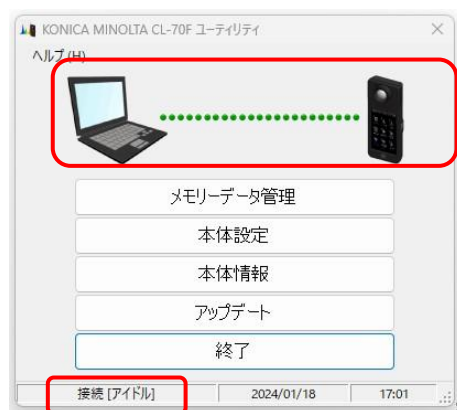 KONICA MINOLTA CL-70F ユーティリティ
ヘルプ(H)
メモリーデータ管理
本体設定
本体情報
アップデート
終了
接続 [アイドル] 2024/01/18 17:01